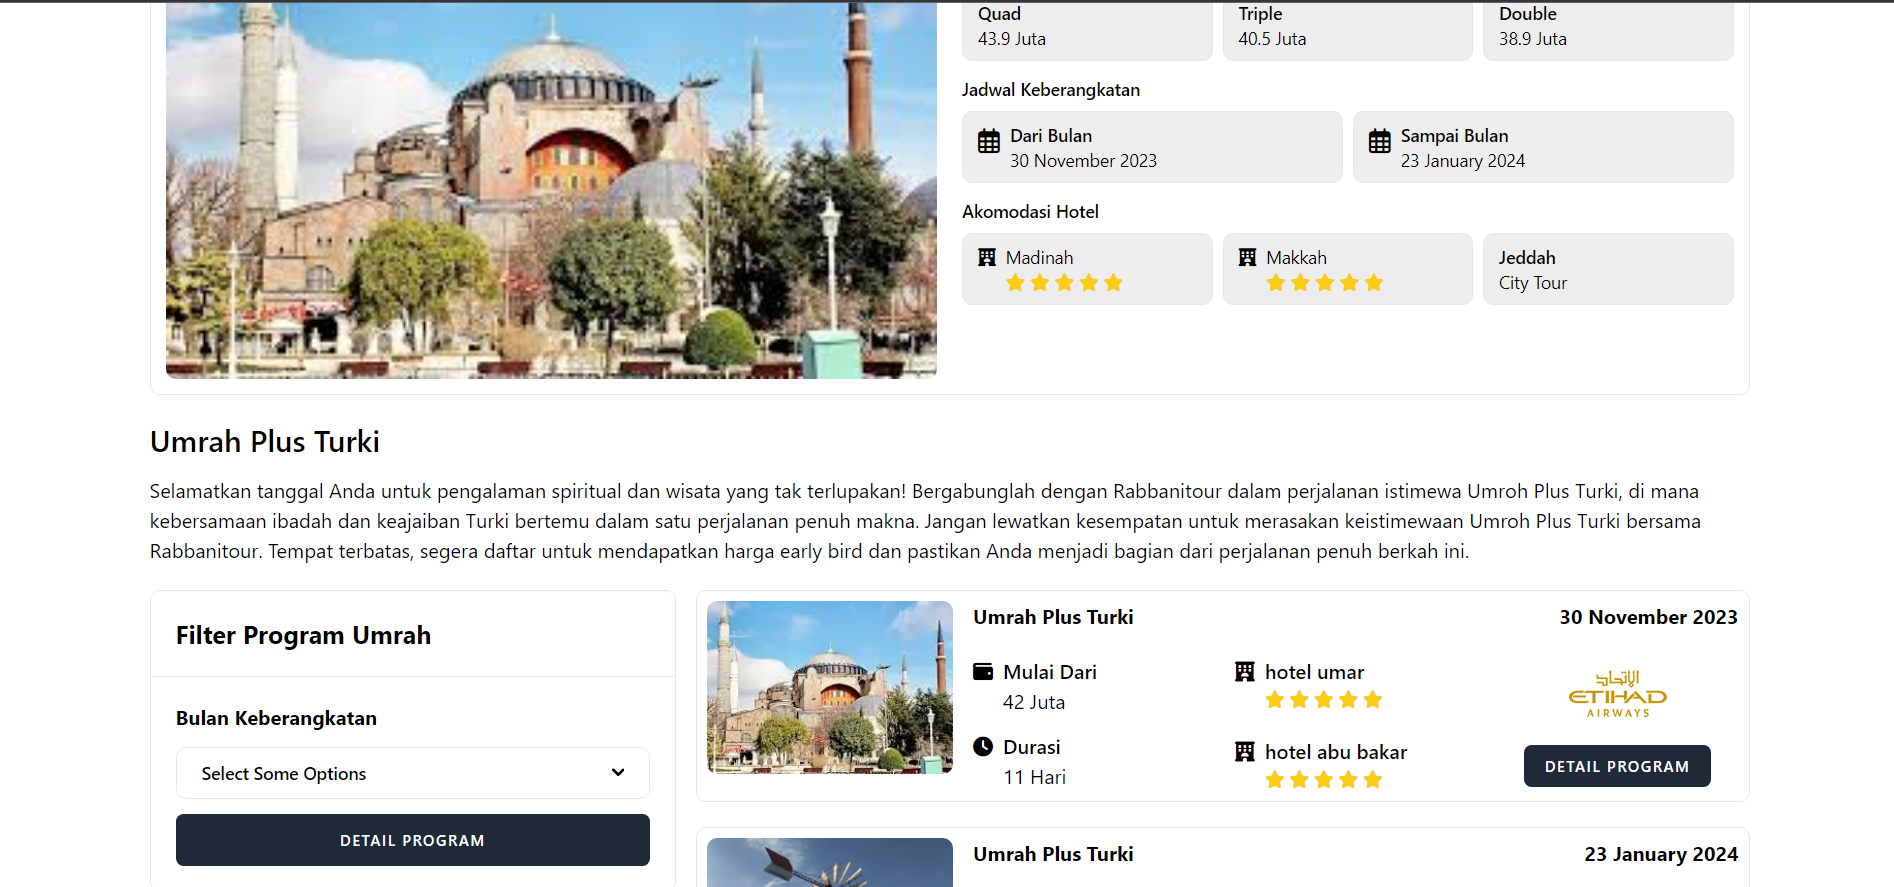 Quad
43.9 Juta
Triple
40.5 Juta
Double
38.9 Juta
Jadwal Keberangkatan
Dari Bulan
30 November 2023
Sampai Bulan
23 January 2024
Akomodasi Hotel
Madinah
Makkah
Jeddah
City Tour
Umrah Plus Turki
Selamatkan tanggal Anda untuk pengalaman spiritual dan wisata yang tak terlupakan! Bergabunglah dengan Rabbanitour dalam perjalanan istimewa Umroh Plus Turki, di mana
kebersamaan ibadah dan keajaiban Turki bertemu dalam satu perjalanan penuh makna. Jangan lewatkan kesempatan untuk merasakan keistimewaan Umroh Plus Turki bersama
Rabbanitour. Tempat terbatas, segera daftar untuk mendapatkan harga early bird dan pastikan Anda menjadi bagian dari perjalanan penuh berkah ini.
Filter Program Umrah
Bulan Keberangkatan
Select Some Options
DETAIL PROGRAM
Umrah Plus Turki
30 November 2023
Mulai Dari
42 Juta
Durasi
11 Hari
hotel umar
hotel abu bakar
الإتحاد
ETIHAD
AIRWAYS
DETAIL PROGRAM
Umrah Plus Turki
23 January 2024